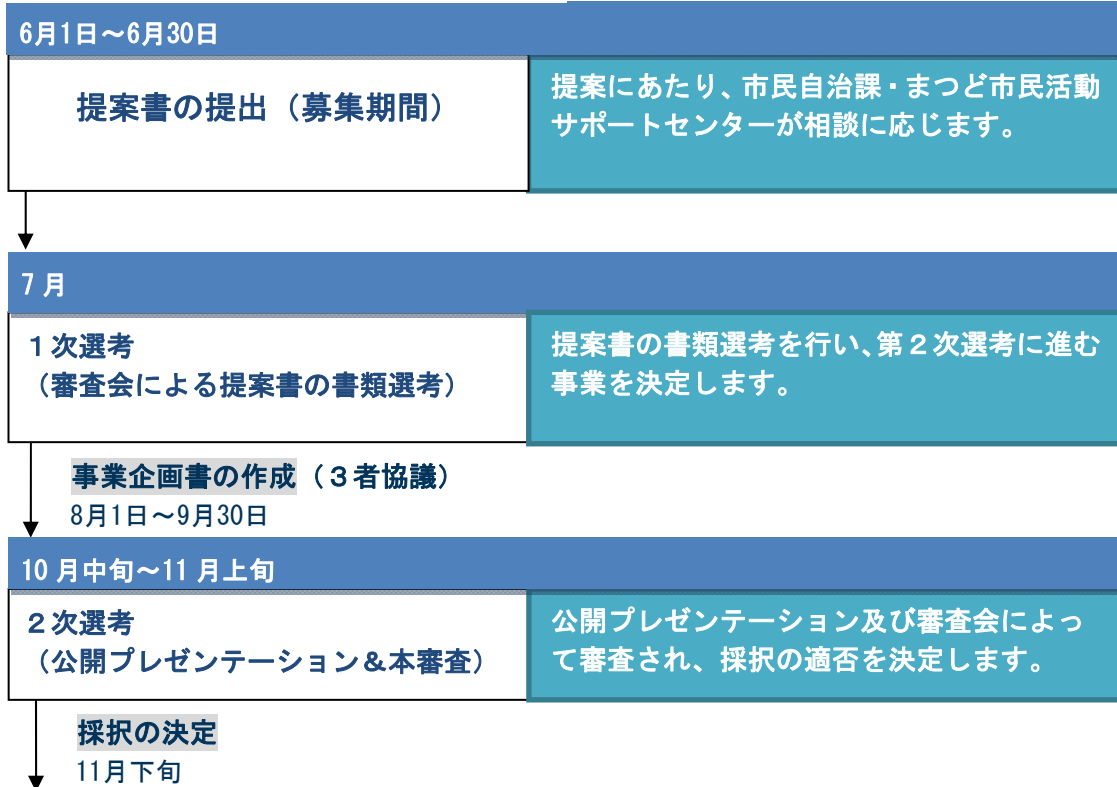 6月1日～6月30日
提案書の提出（募集期間）
提案にあたり、市民自治課・まつど市民活動
サポートセンターが相談に応じます。
7月
１次選考
（審査会による提案書の書類選考）
提案書の書類選考を行い、第２次選考に進む
事業を決定します。
事業企画書の作成（３者協議）
8月1日～9月30日
10月中旬～11月上旬
２次選考
（公開プレゼンテーション＆本審査）
公開プレゼンテーション及び審査会によっ
て審査され、採択の適否を決定します。
採択の決定
11月下旬